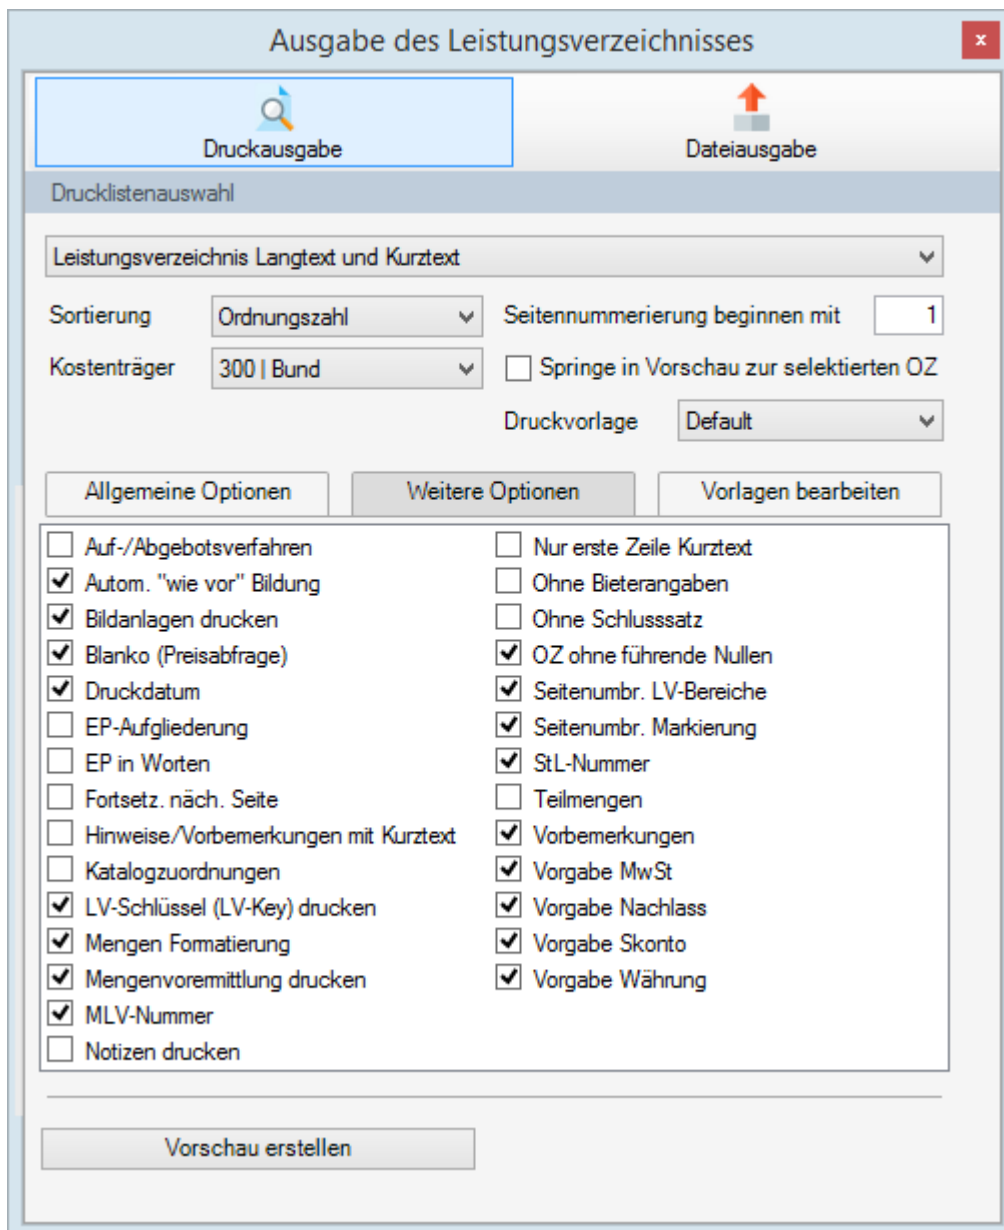 Ausgabe des Leistungsverzeichnisses
x
Druckausgabe
Dateiausgabe
Drucklistenauswahl
Leistungsverzeichnis Langtext und Kurztext
Sortierung
Ordnungszahl
Seitennummerierung beginnen mit
1
Kostenträger
300 | Bund
Springe in Vorschau zur selektierten OZ
Druckvorlage
Default
Allgemeine Optionen
Weitere Optionen
Vorlagen bearbeiten
Auf-/Abgebotsverfahren
Autom. "wie vor" Bildung
Bildanlagen drucken
Blanko (Preisabfrage)
Druckdatum
EP-Aufgliederung
EP in Worten
Fortsetz. näch. Seite
Hinweise/Vorbemerkungen mit Kurztext
Katalogzuordnungen
LV-Schlüssel (LV-Key) drucken
Mengen Formatierung
Mengenvoremittlung drucken
MLV-Nummer
Notizen drucken
Nur erste Zeile Kurztext
Ohne Bieterangaben
Ohne Schlusssatz
OZ ohne führende Nullen
Seitenumbr. LV-Bereiche
Seitenumbr. Markierung
StL-Nummer
Teilmengen
Vorbemerkungen
Vorgabe MwSt
Vorgabe Nachlass
Vorgabe Skonto
Vorgabe Währung
Vorschau erstellen